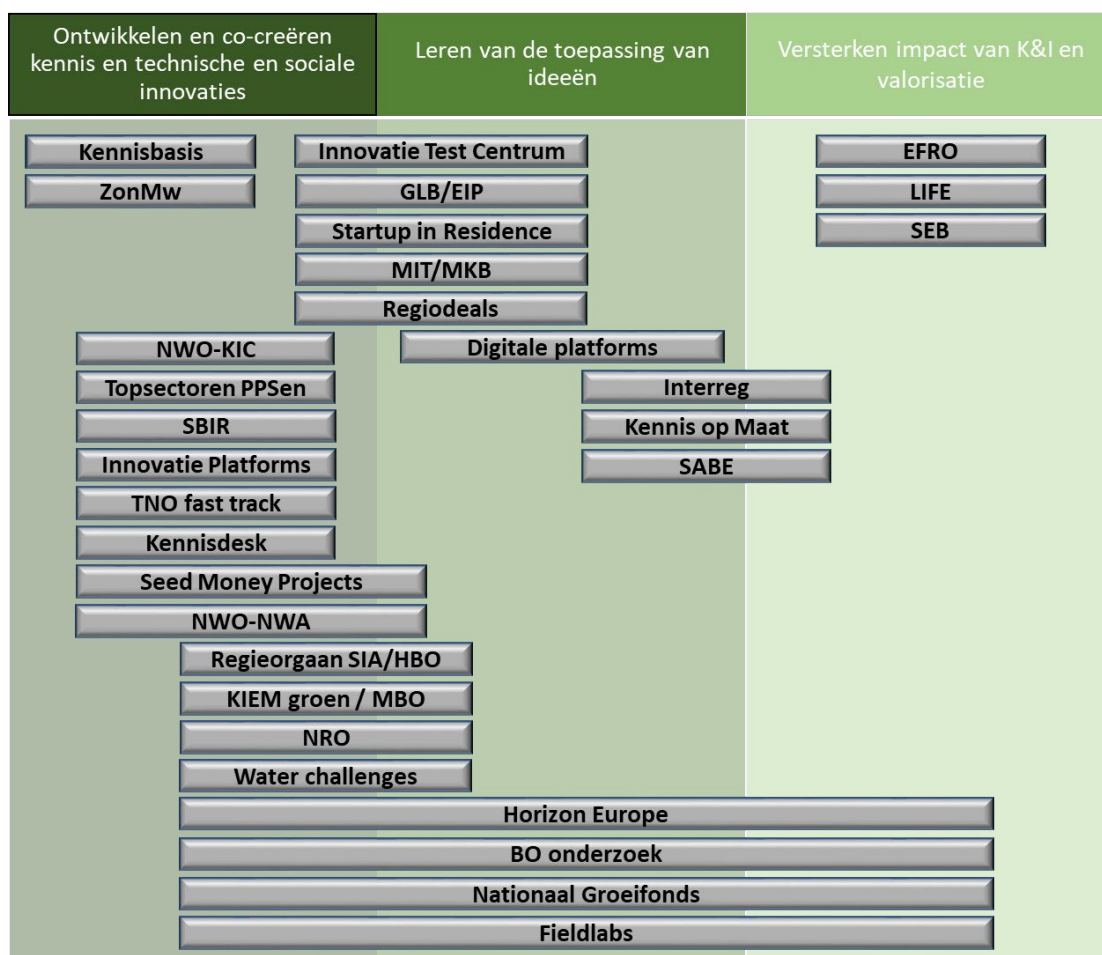 Ontwikkelen en co-creëren
kennis en technische en sociale
innovaties
Leren van de toepassing van
ideeën
Versterken impact van K&I en
valorisatie
Kennisbasis
Innovatie Test Centrum
EFRO
ZonMw
GLB/EIP
LIFE
Startup in Residence
SEB
MIT/MKB
Regiodeals
NWO-KIC
Digitale platforms
Topsectoren PPSen
Interreg
SBIR
Kennis op Maat
Innovatie Platforms
SABE
TNO fast track
Kennisdesk
Seed Money Projects
NWO-NWA
Regieorgaan SIA/HBO
KIEM groen / MBO
NRO
Water challenges
Horizon Europe
BO onderzoek
Nationaal Groeifonds
Fieldlabs